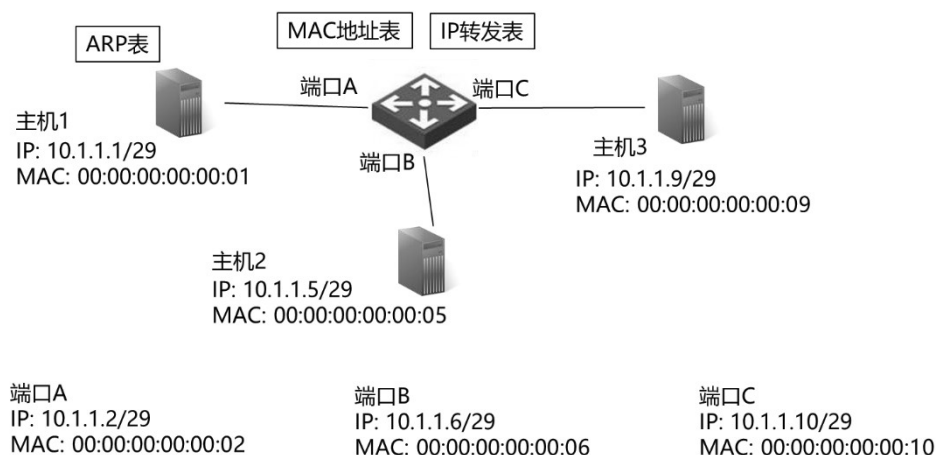 ARP表
MAC地址表
IP转发表
端口A
端口C
主机1
IP: 10.1.1.1/29
MAC: 00:00:00:00:00:01
端口B
主机3
IP: 10.1.1.9/29
MAC: 00:00:00:00:00:09
主机2
IP: 10.1.1.5/29
MAC: 00:00:00:00:00:05
端口A
IP: 10.1.1.2/29
MAC: 00:00:00:00:00:02
端口B
IP: 10.1.1.6/29
MAC: 00:00:00:00:00:06
端口C
IP: 10.1.1.10/29
MAC: 00:00:00:00:00:10